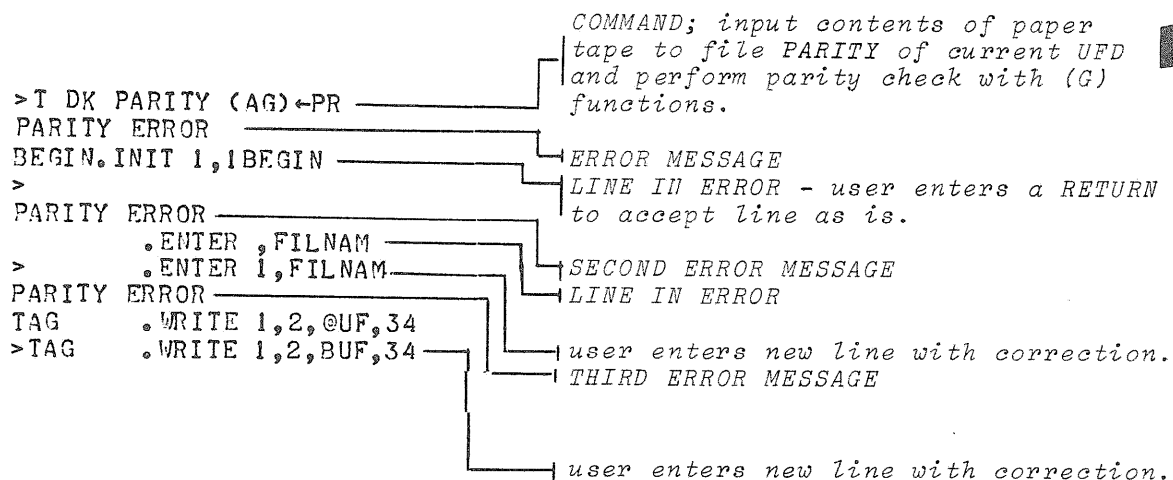 COMMAND; input contents of paper
tape to file PARITY of current UFD
and perform parity check with (G)
functions.
>T DK PARITY (AG)←PR
PARITY ERROR
ERROR MESSAGE
BEGIN.INIT 1,1BEGIN
LINE IN ERROR - user enters a RETURN
to accept line as is.
>
PARITY ERROR
.ENTER ,FILNAM
> .ENTER 1,FILNAM
SECOND ERROR MESSAGE
LINE IN ERROR
PARITY ERROR
TAG .WRITE 1,2,@UF,34
>TAG .WRITE 1,2,BUF,34
user enters new line with correction.
THIRD ERROR MESSAGE
user enters new line with correction.